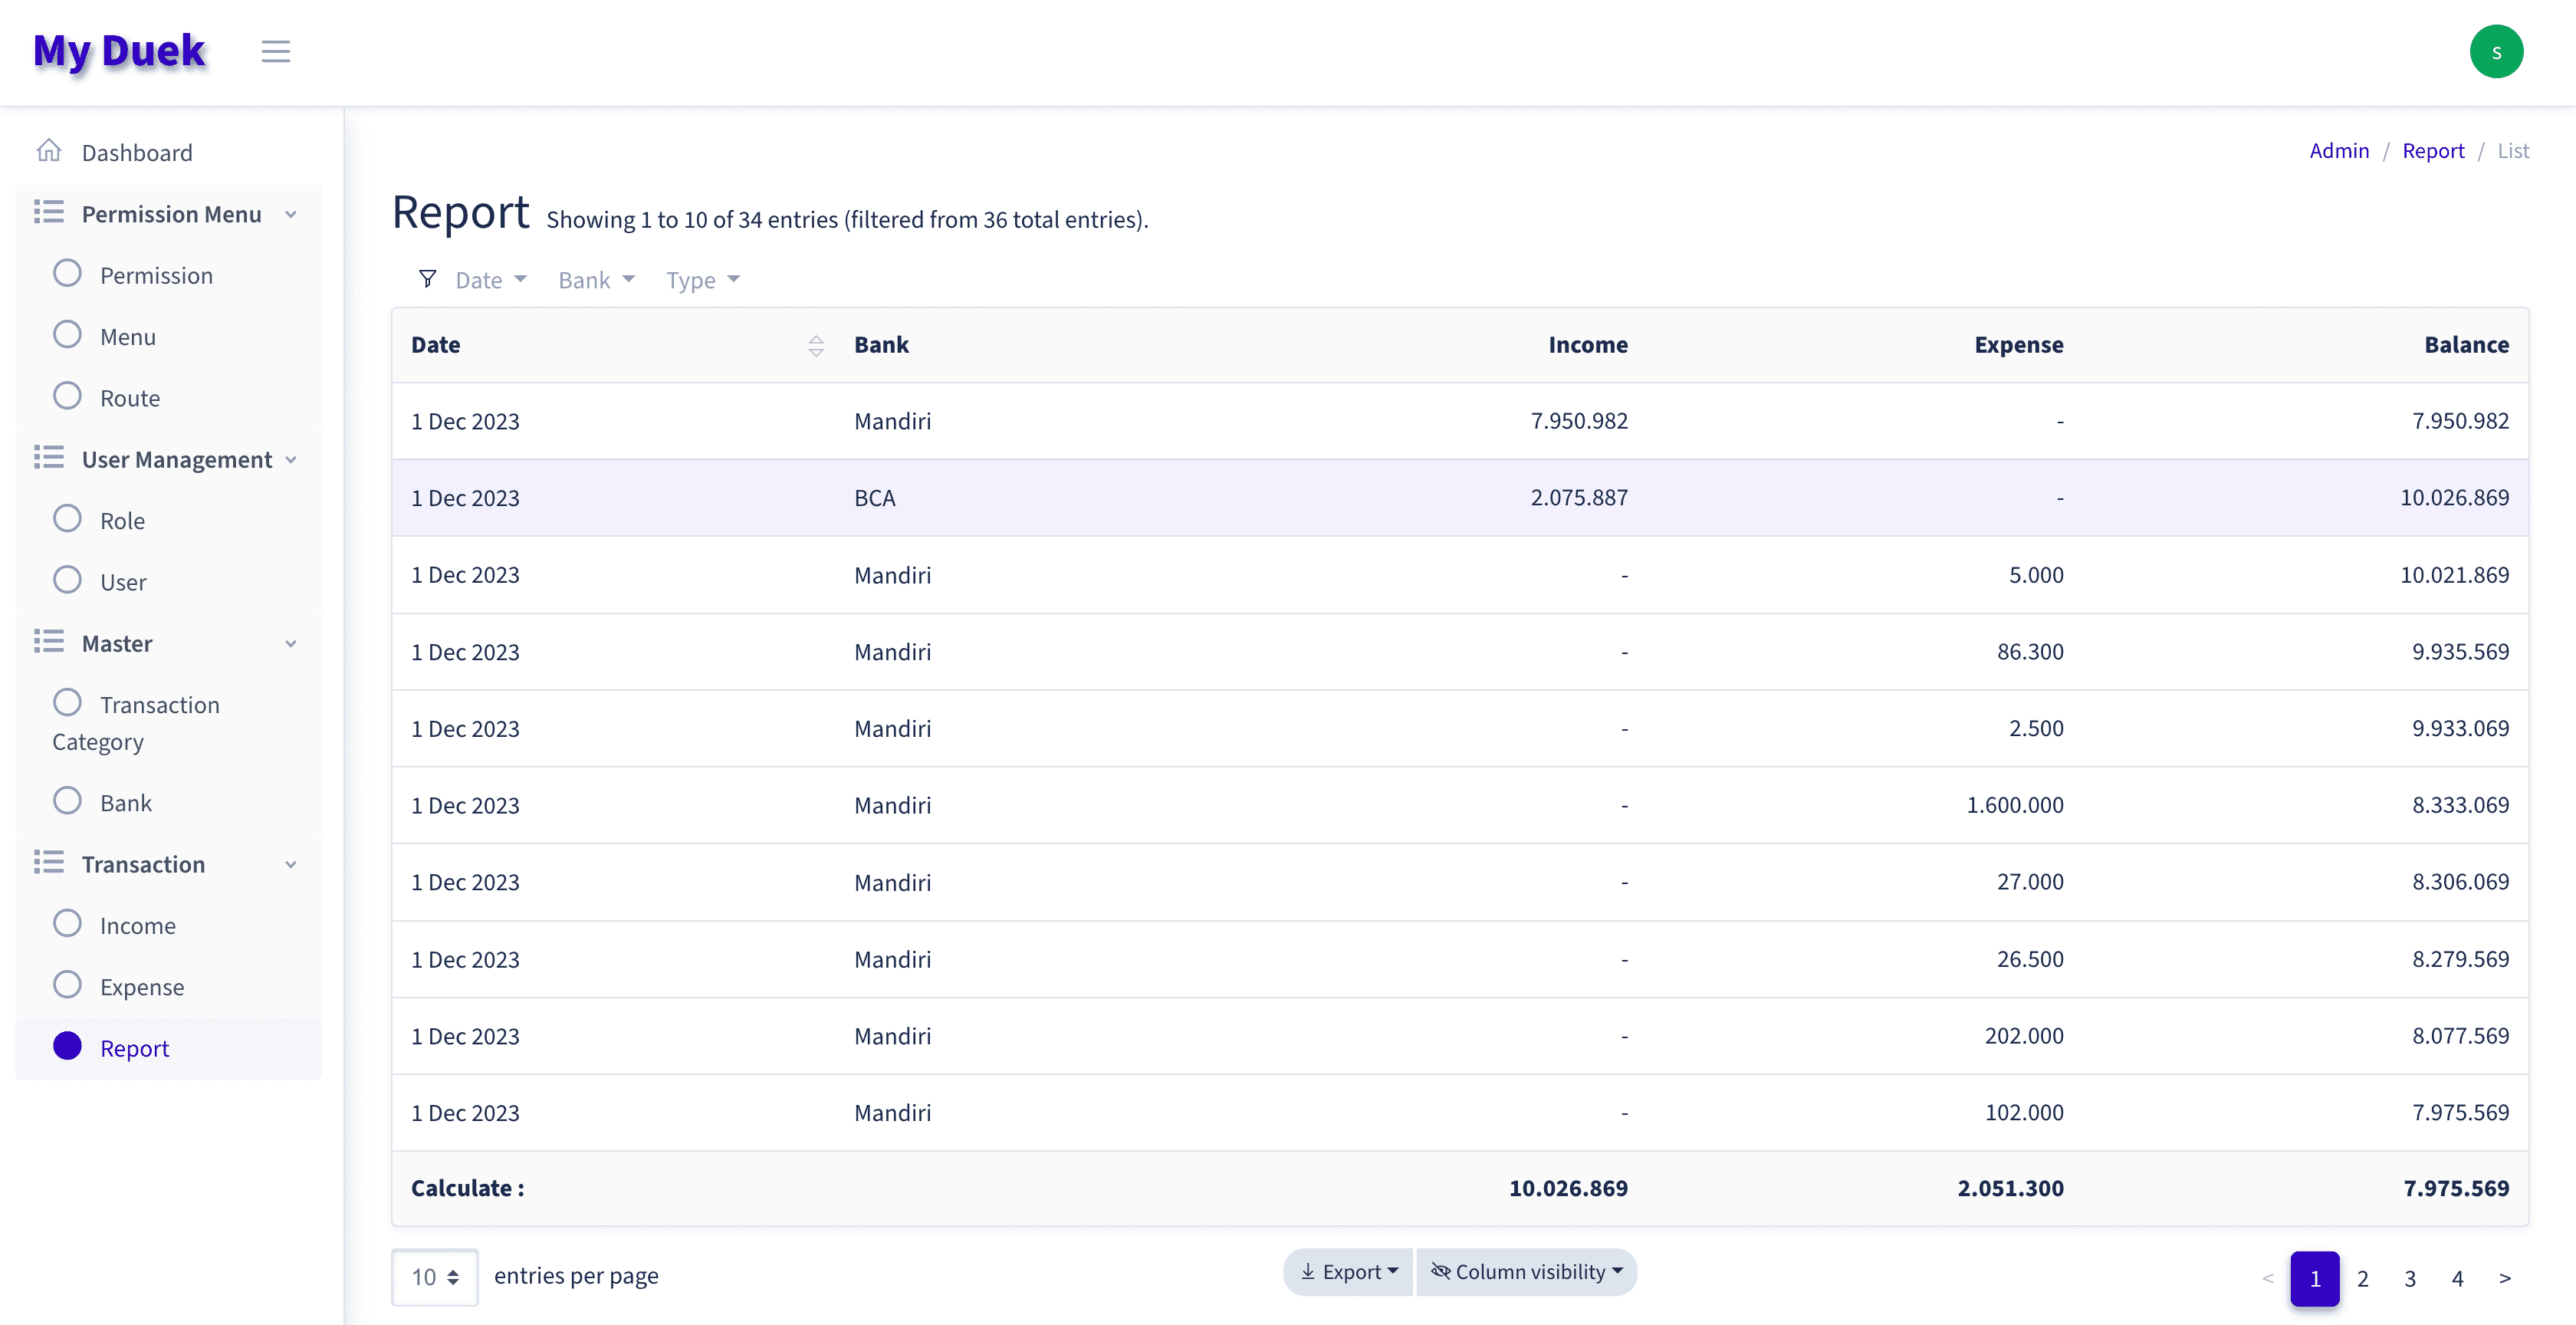 My Duek
S
Dashboard
Permission Menu
Permission
Menu
Route
User Management
Role
User
Master
Transaction
Category
Bank
Transaction
Income
Expense
Report
Admin / Report / List
Report Showing 1 to 10 of 34 entries (filtered from 36 total entries).
Date Bank Type
Date Bank Income Expense Balance
1 Dec 2023 Mandiri 7.950.982 - 7.950.982
1 Dec 2023 BCA 2.075.887 - 10.026.869
1 Dec 2023 Mandiri - 5.000 10.021.869
1 Dec 2023 Mandiri - 86.300 9.935.569
1 Dec 2023 Mandiri - 2.500 9.933.069
1 Dec 2023 Mandiri - 1.600.000 8.333.069
1 Dec 2023 Mandiri - 27.000 8.306.069
1 Dec 2023 Mandiri - 26.500 8.279.569
1 Dec 2023 Mandiri - 202.000 8.077.569
1 Dec 2023 Mandiri - 102.000 7.975.569
Calculate : 10.026.869 2.051.300 7.975.569
10 entries per page
Export Column visibility
< 1 2 3 4 >